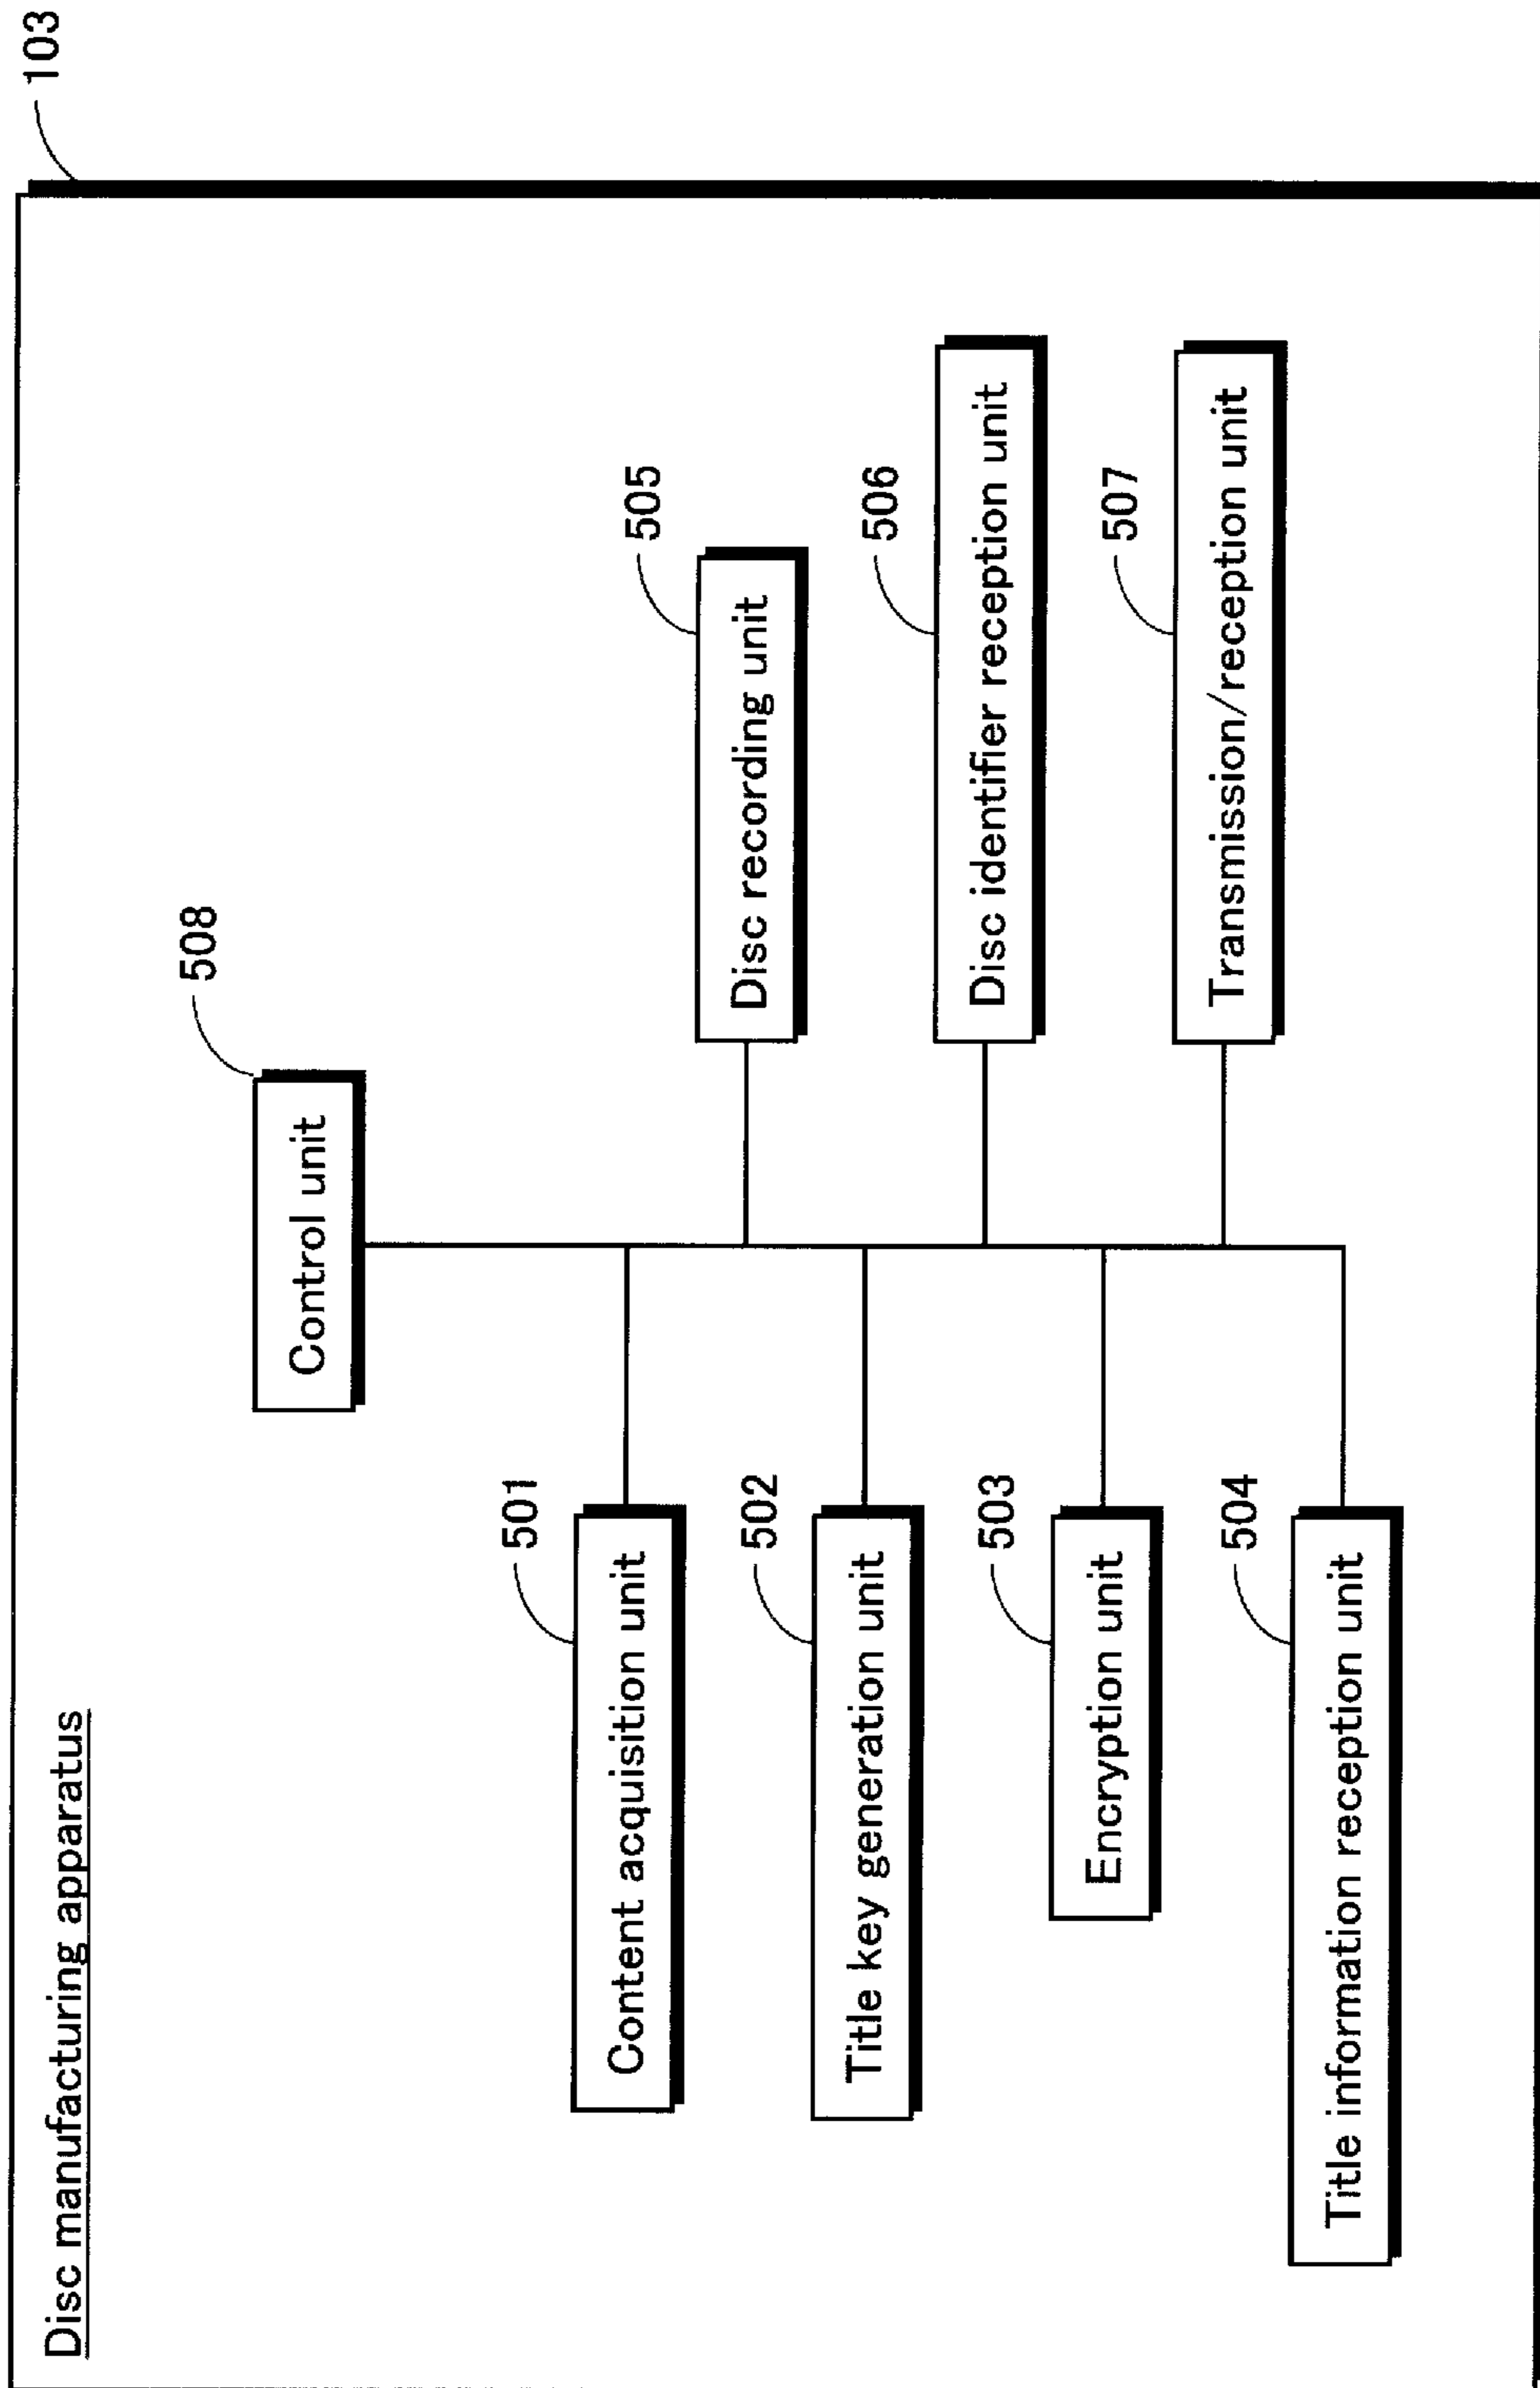 Disc manufacturing apparatus
103
508
Control unit
501
Content acquisition unit
505
Disc recording unit
502
Title key generation unit
506
Disc identifier reception unit
503
Encryption unit
507
Transmission/reception unit
504
Title information reception unit